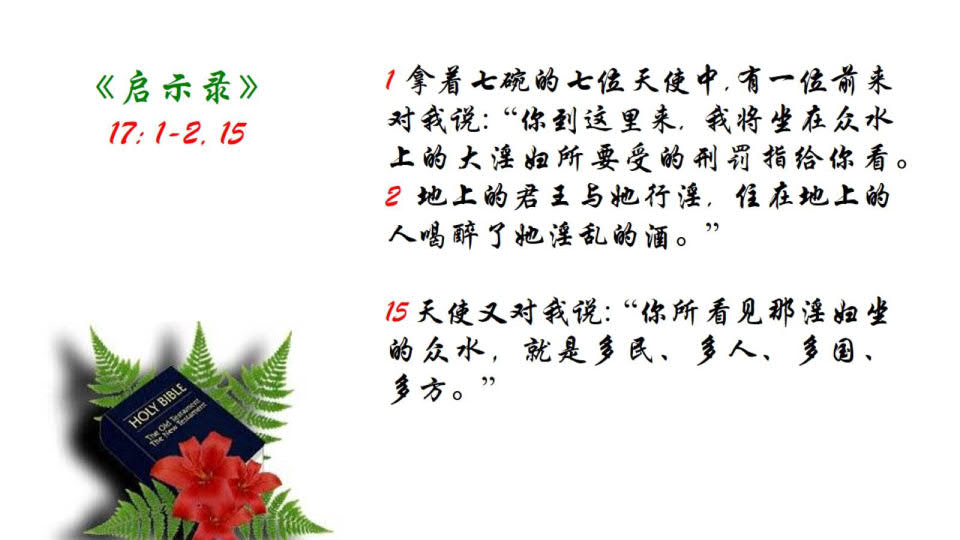 《启示录》
17: 1-2, 15
1 拿着七碗的七位天使中,有一位前来
对我说：“你到这里来，我将坐在众水
上的大淫妇所要受的刑罚指给你看。
2 地上的君王与她行淫，住在地上的
人喝醉了她淫乱的酒。”
15 天使又对我说：“你所看见那淫妇坐
的众水，就是多民、多人、多国、
多方。”
HOLY BIBLE
The Old Testament
The New Testament